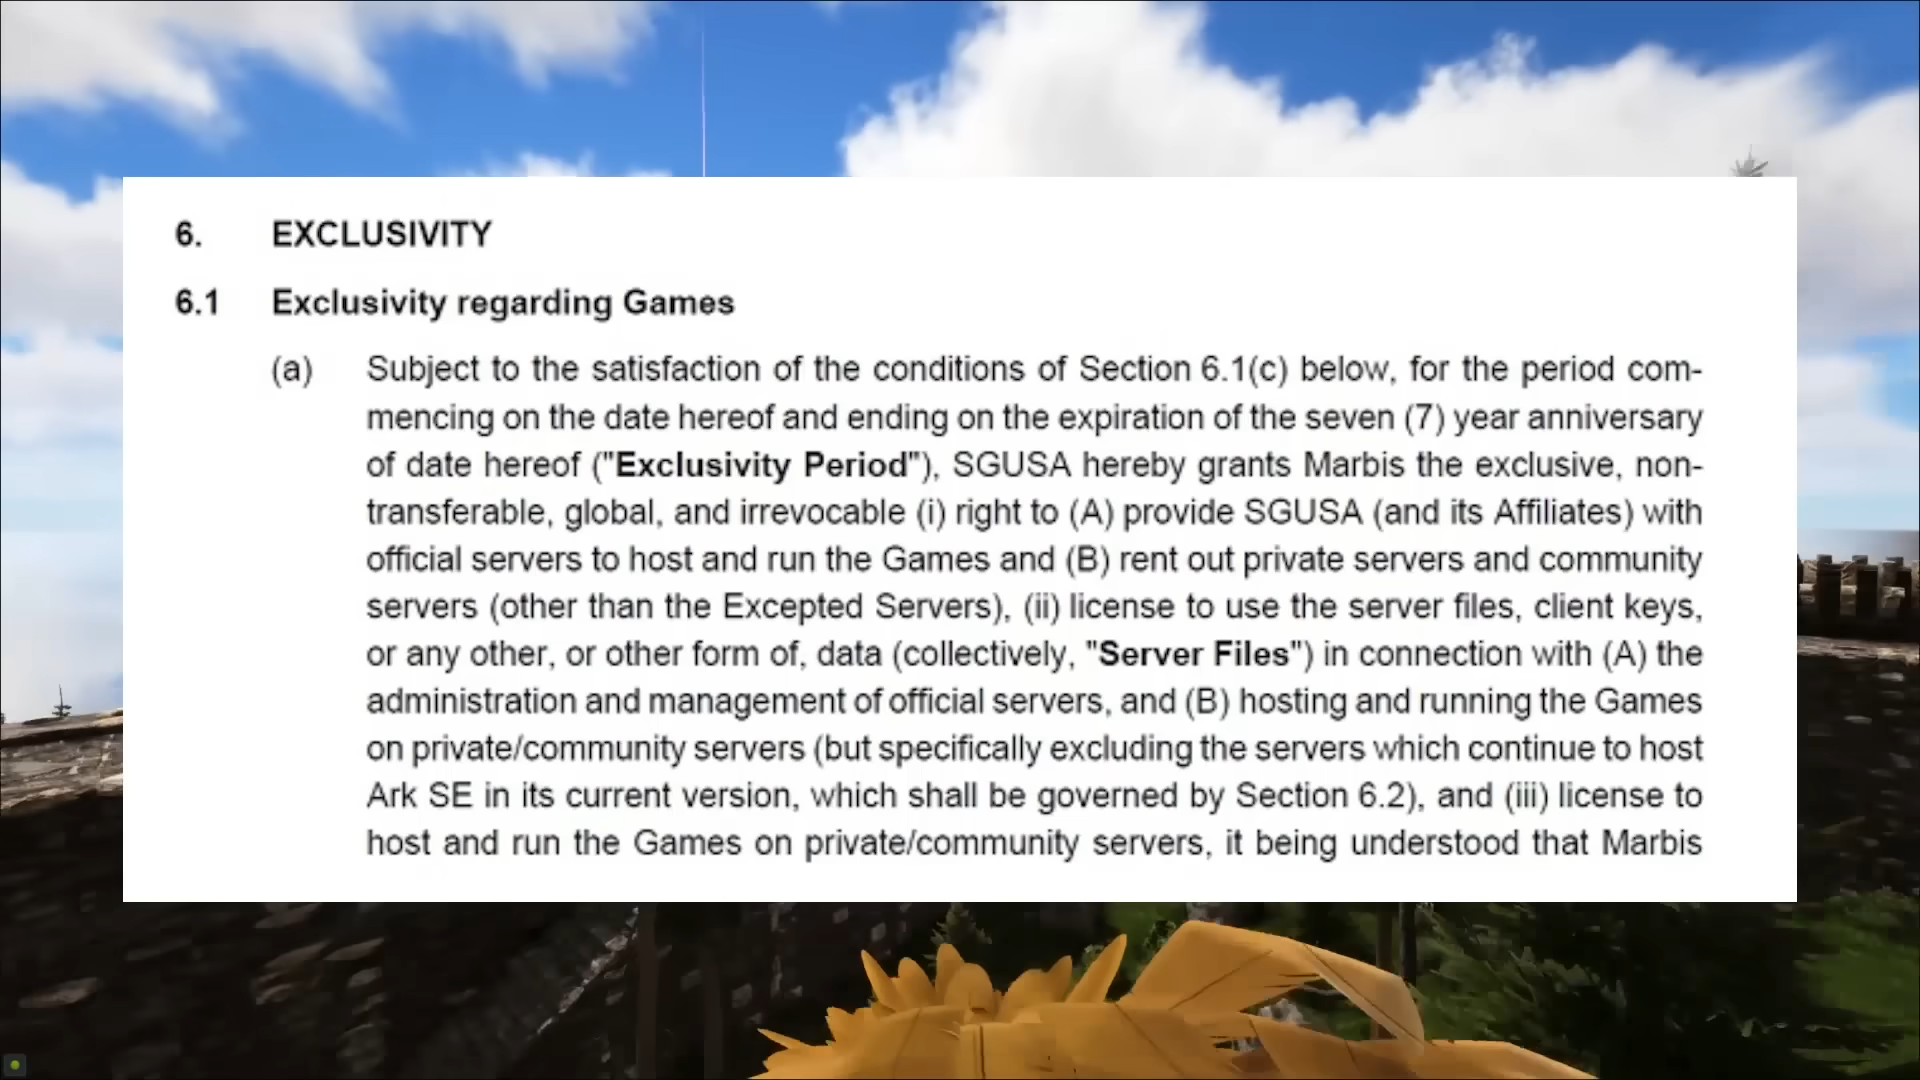 6. EXCLUSIVITY
6.1 Exclusivity regarding Games
(a) Subject to the satisfaction of the conditions of Section 6.1(c) below, for the period com-
mencing on the date hereof and ending on the expiration of the seven (7) year anniversary
of date hereof ("Exclusivity Period"), SGUSA hereby grants Marbis the exclusive, non-
transferable, global, and irrevocable (i) right to (A) provide SGUSA (and its Affiliates) with
official servers to host and run the Games and (B) rent out private servers and community
servers (other than the Excepted Servers), (ii) license to use the server files, client keys,
or any other, or other form of, data (collectively, "Server Files") in connection with (A) the
administration and management of official servers, and (B) hosting and running the Games
on private/community servers (but specifically excluding the servers which continue to host
Ark SE in its current version, which shall be governed by Section 6.2), and (iii) license to
host and run the Games on private/community servers, it being understood that Marbis